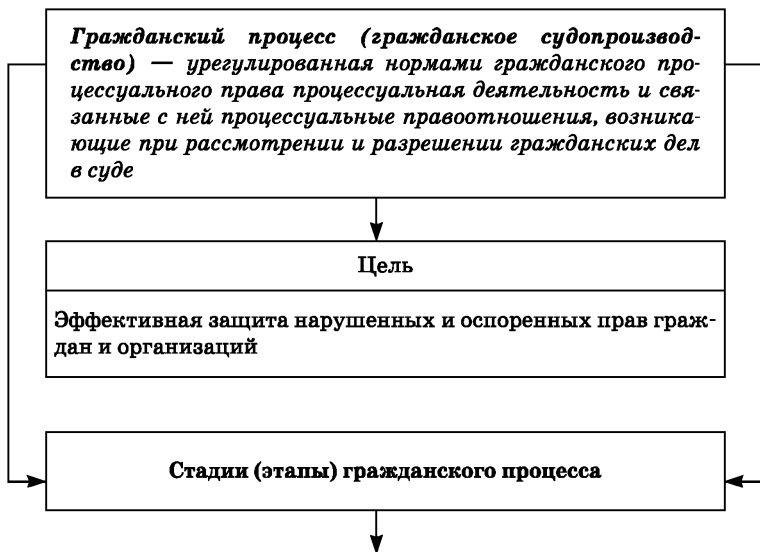 Гражданский процесс (гражданское судопроизвод-
ство) — урегулированная нормами гражданского про-
цессуального права процессуальная деятельность и свя-
занные с ней процессуальные правоотношения, возника-
ющие при рассмотрении и разрешении гражданских дел
в суде
Цель
Эффективная защита нарушенных и оспоренных прав граж-
дан и организаций
Стадии (этапы) гражданского процесса